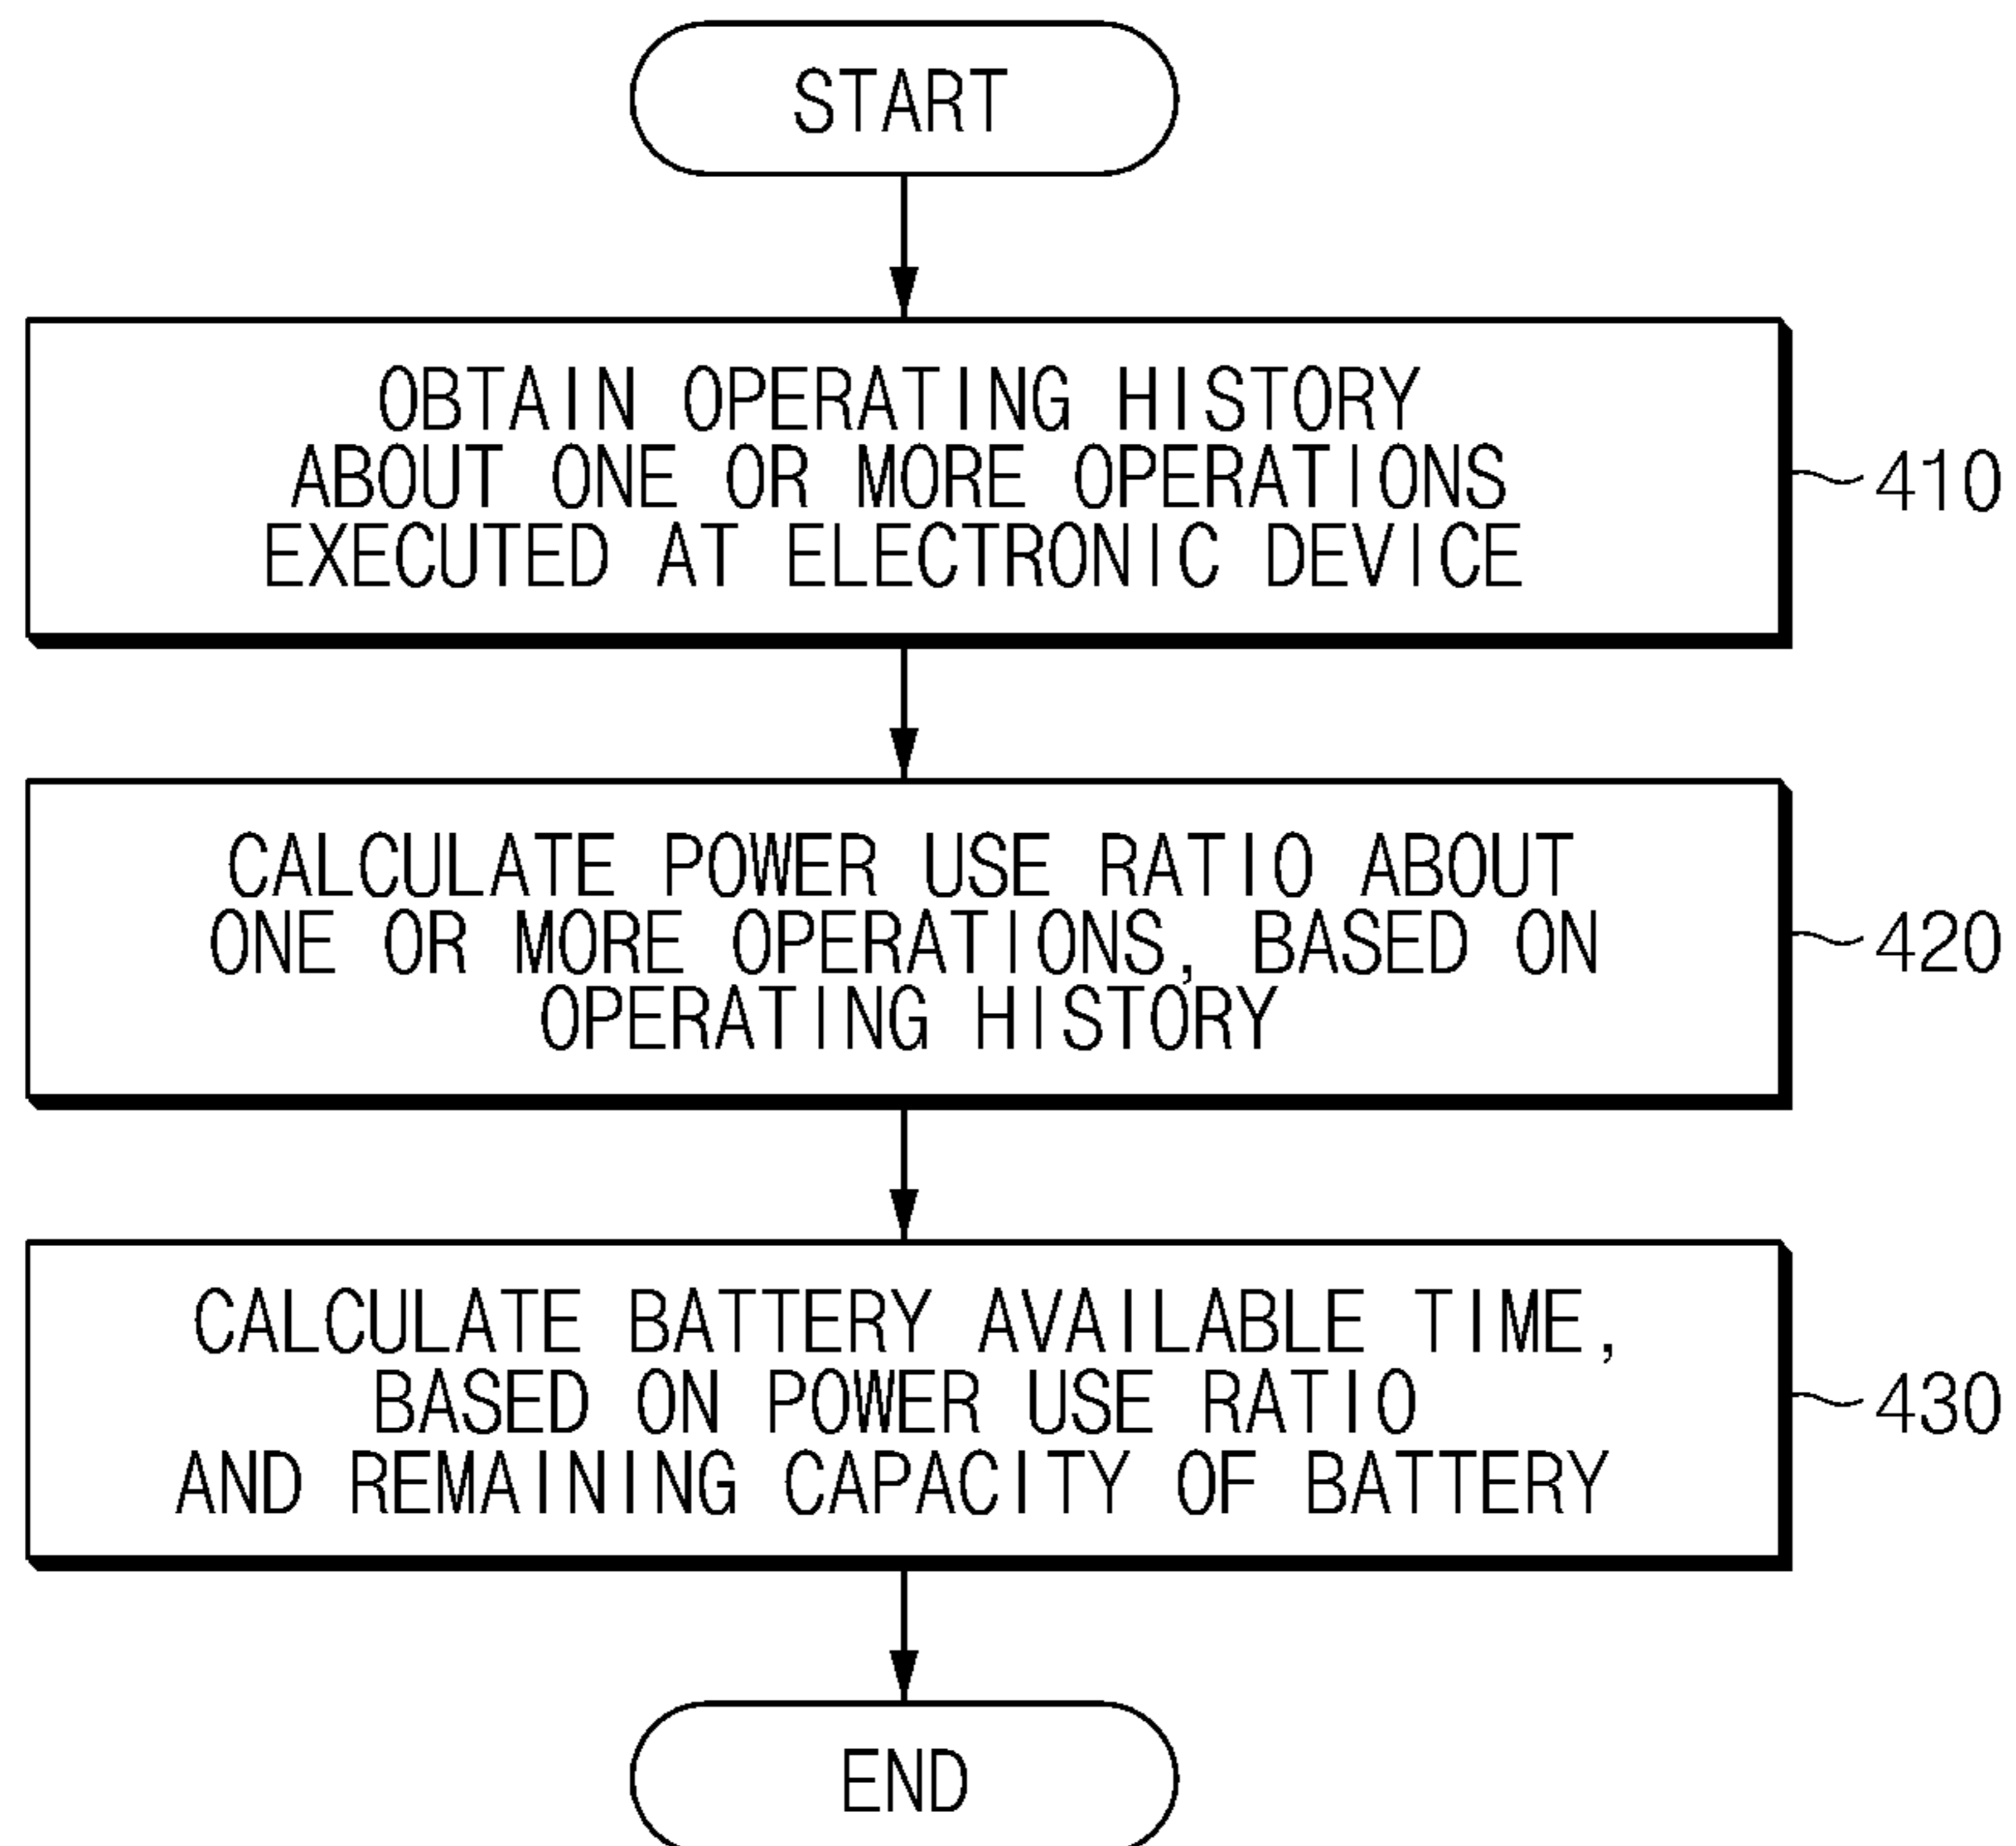 START
OBTAIN OPERATING HISTORY
ABOUT ONE OR MORE OPERATIONS
EXECUTED AT ELECTRONIC DEVICE
410
CALCULATE POWER USE RATIO ABOUT
ONE OR MORE OPERATIONS, BASED ON
OPERATING HISTORY
420
CALCULATE BATTERY AVAILABLE TIME,
BASED ON POWER USE RATIO
AND REMAINING CAPACITY OF BATTERY
430
END